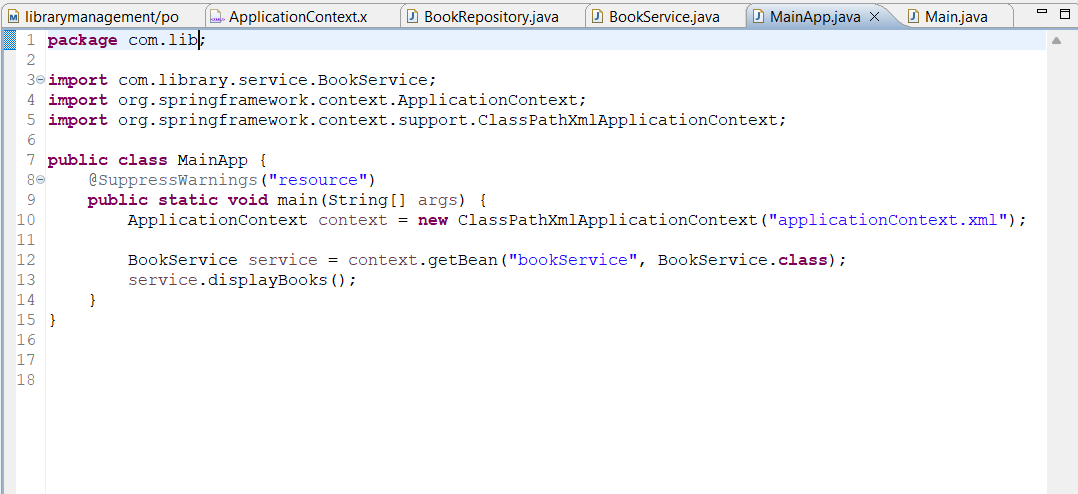 librarymanagement/po
ApplicationContext.x
BookRepository.java
BookService.java
MainApp.java
Main.java
1 package com.lib;
2
3 import com.library.service.BookService;
4 import org.springframework.context.ApplicationContext;
5 import org.springframework.context.support.ClassPathXmlApplicationContext;
6
7 public class MainApp {
8     @SuppressWarnings("resource")
9     public static void main(String[] args) {
10         ApplicationContext context = new ClassPathXmlApplicationContext("applicationContext.xml");
11
12         BookService service = context.getBean("bookService", BookService.class);
13         service.displayBooks();
14     }
15 }
16
17
18